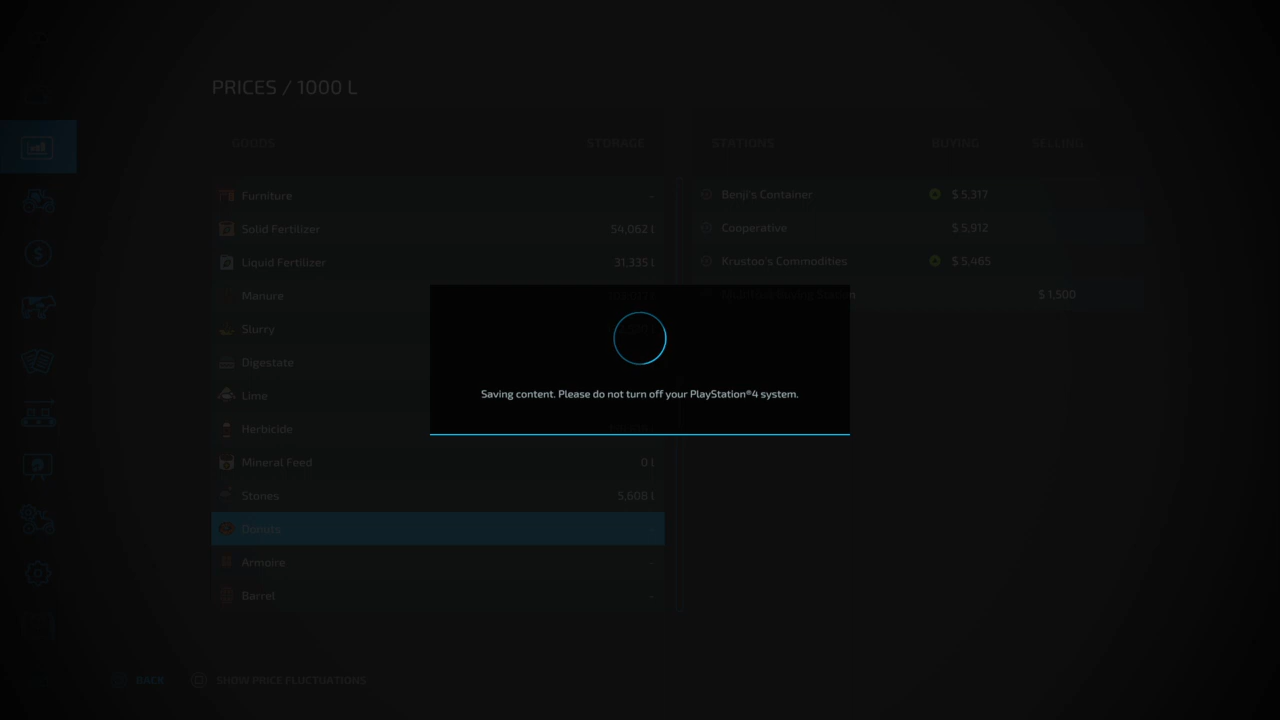 PRICES / 1000 L
GOODS STORAGE
STATIONS BUYING SELLING
Furniture -
Solid Fertilizer 54,062 l
Liquid Fertilizer 31,335 l
Manure
Slurry
Digestate
Lime
Herbicide
Mineral Feed 0 l
Stones 5,608 l
Donuts -
Armoire -
Barrel -
Benji's Container $ 5,317
Cooperative $ 5,912
Krustoo's Commodities $ 5,465
$ 1,500
Saving content. Please do not turn off your PlayStation®4 system.
BACK SHOW PRICE FLUCTUATIONS